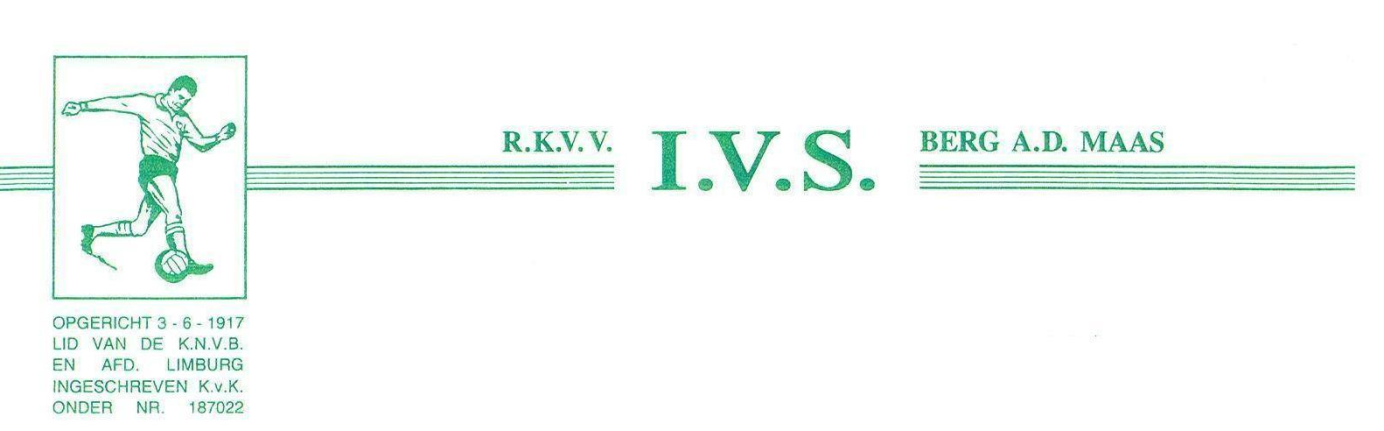 R.K.V.V. I.V.S. BERG A.D. MAAS
OPGERICHT 3 - 6 - 1917
LID VAN DE K.N.V.B.
EN AFD. LIMBURG
INGESCHREVEN K.v.K.
ONDER NR. 187022